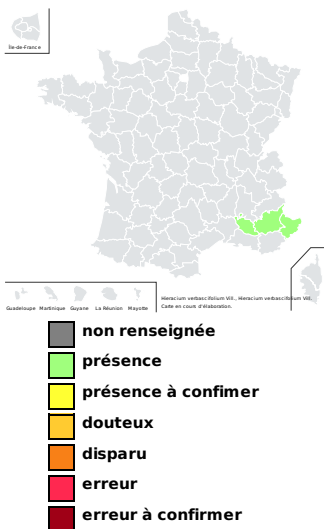 Île-de-France
Guadeloupe Martinique Guyane La Réunion Mayotte
Hieracium verbascifolium Vill., Hieracium verbascifolium Vill.
Carte en cours d'élaboration.
non renseignée
présence
présence à confimer
douteux
disparu
erreur
erreur à confirmer